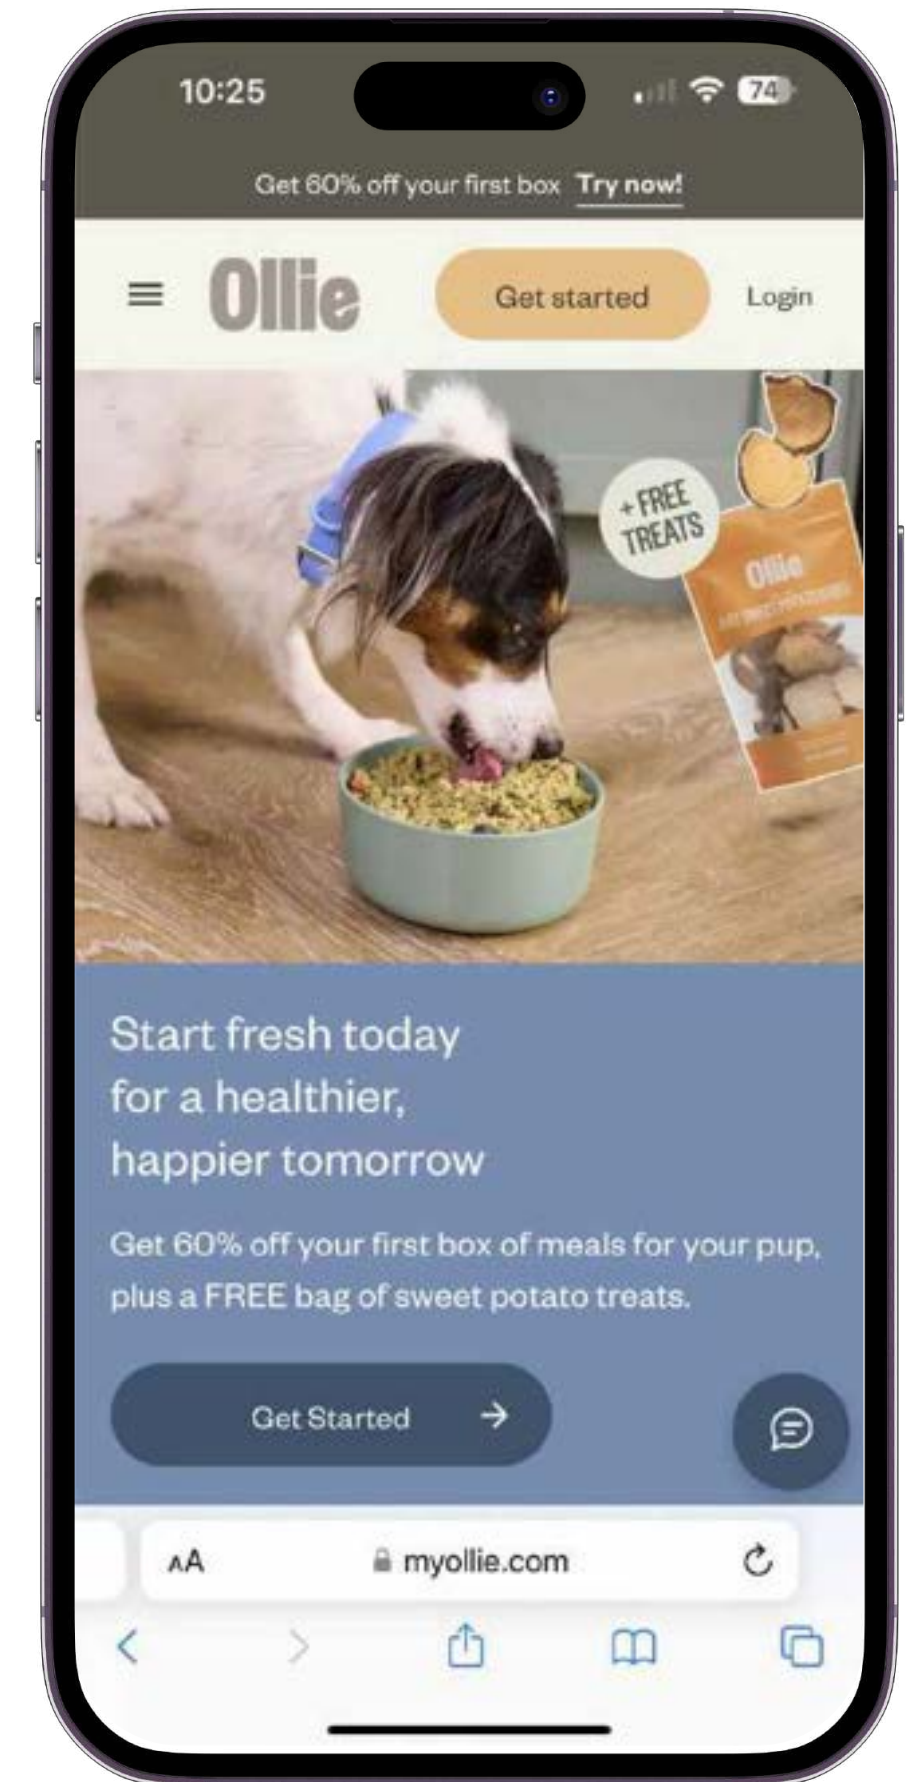 10:25
74
Get 60% off your first box Try now!
Ollie
Get started
Login
+ FREE
TREATS
Ollie
Start fresh today
for a healthier,
happier tomorrow
Get 60% off your first box of meals for your pup,
plus a FREE bag of sweet potato treats.
Get Started
AA
myollie.com